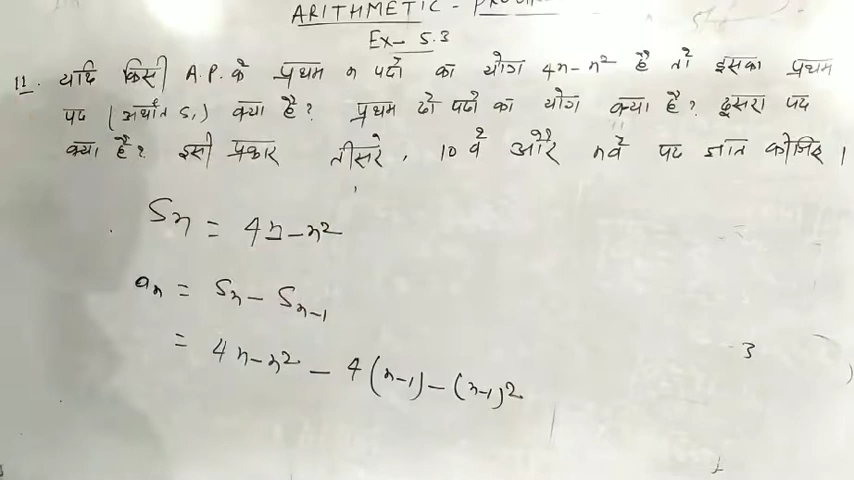 ARITHMETIC -
Ex- 5.3
11. यदि किसी A.P. के प्रथम n पदों का योग 4n-n² है तो इसका प्रथम
पद (अर्थात S₁) क्या है? प्रथम दो पदों का योग क्या है? दूसरा पद
क्या है? इसी प्रकार तीसरे, 10 वें और nवें पद ज्ञात कीजिए।
Sn = 4n-n²
an = Sn - Sn-1
= 4n-n² - 4(n-1)-(n-1)²
3